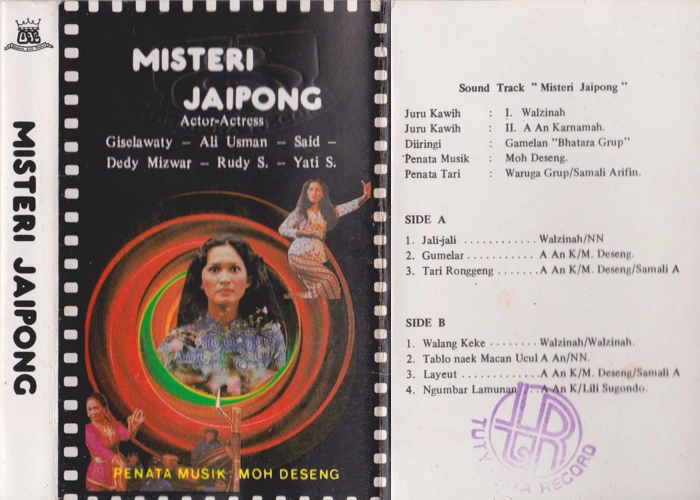 MISTERI JAIPONG
MISTERI
JAIPONG
Actor-Actress
Giselawaty – Ali Usman – Said –
Dedy Mizwar – Rudy S. – Yati S.
PENATA MUSIK: MOH DESENG
Sound Track " Misteri Jaipong "
Juru Kawih : I. Walzinah
Juru Kawih : II. A An Karnamah.
Diiringi : Gamelan "Bhatara Grup"
Penata Musik : Moh Deseng.
Penata Tari : Waruga Grup/Samali Arifin.
SIDE A
1. Jali-jali ........... Walzinah/NN
2. Gumelar ............ A An K/M. Deseng.
3. Tari Ronggeng ....... A An K/M. Deseng/Samali A
SIDE B
1. Walang Keke ........ Walzinah/Walzinah.
2. Tablo naek Macan Ucul A An/NN.
3. Layeut ............. A An K/M. Deseng/Samali A
4. Ngumbar Lamunan A An K/Lili Sugondo.
RECORD